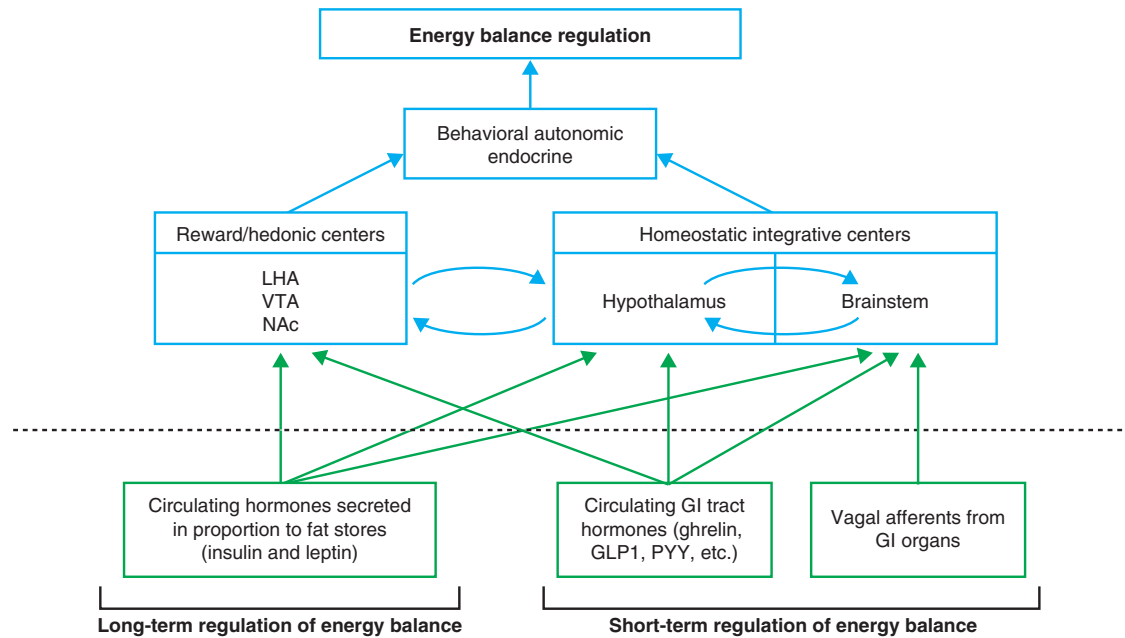 Energy balance regulation
Behavioral autonomic
endocrine
Reward/hedonic centers
LHA
VTA
NAc
Homeostatic integrative centers
Hypothalamus
Brainstem
Circulating hormones secreted
in proportion to fat stores
(insulin and leptin)
Circulating GI tract
hormones (ghrelin,
GLP1, PYY, etc.)
Vagal afferents from
GI organs
Long-term regulation of energy balance
Short-term regulation of energy balance